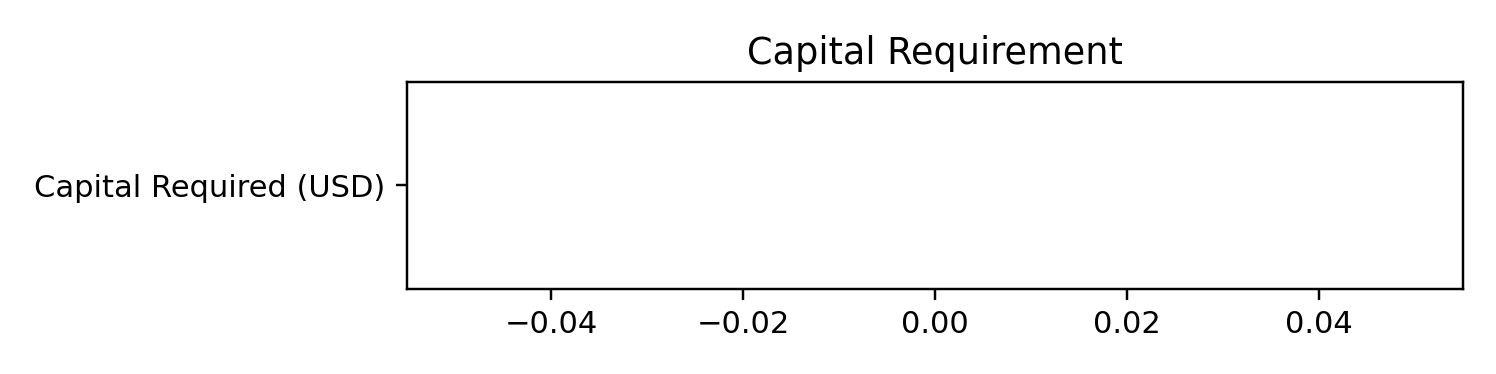 Capital Requirement
Capital Required (USD)
−0.04 −0.02 0.00 0.02 0.04